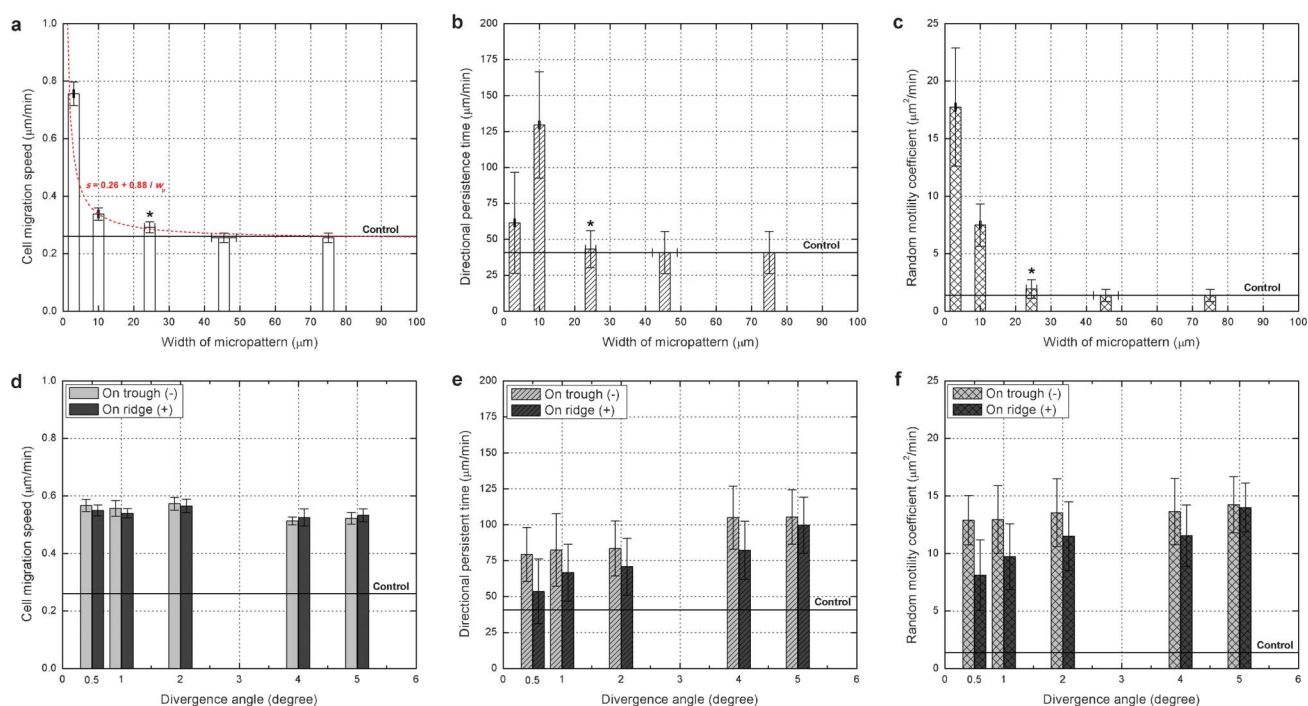 a
Cell migration speed (μm/min)
1.0
0.8
0.6
0.4
0.2
0.0
s = 0.26 + 0.88 / wp
*
Control
0 10 20 30 40 50 60 70 80 90 100
Width of micropattern (μm)
b
Directional persistence time (μm/min)
200
175
150
125
100
75
50
25
0
*
Control
0 10 20 30 40 50 60 70 80 90 100
Width of micropattern (μm)
c
Random motility coefficient (μm²/min)
25
20
15
10
5
0
*
Control
0 10 20 30 40 50 60 70 80 90 100
Width of micropattern (μm)
d
Cell migration speed (μm/min)
1.0
0.8
0.6
0.4
0.2
0.0
On trough (-)
On ridge (+)
Control
0 0.5 1 2 3 4 5 6
Divergence angle (degree)
e
Directional persistent time (μm/min)
200
175
150
125
100
75
50
25
0
On trough (-)
On ridge (+)
Control
0 0.5 1 2 3 4 5 6
Divergence angle (degree)
f
Random motility coefficient (μm²/min)
25
20
15
10
5
0
On trough (-)
On ridge (+)
Control
0 0.5 1 2 3 4 5 6
Divergence angle (degree)